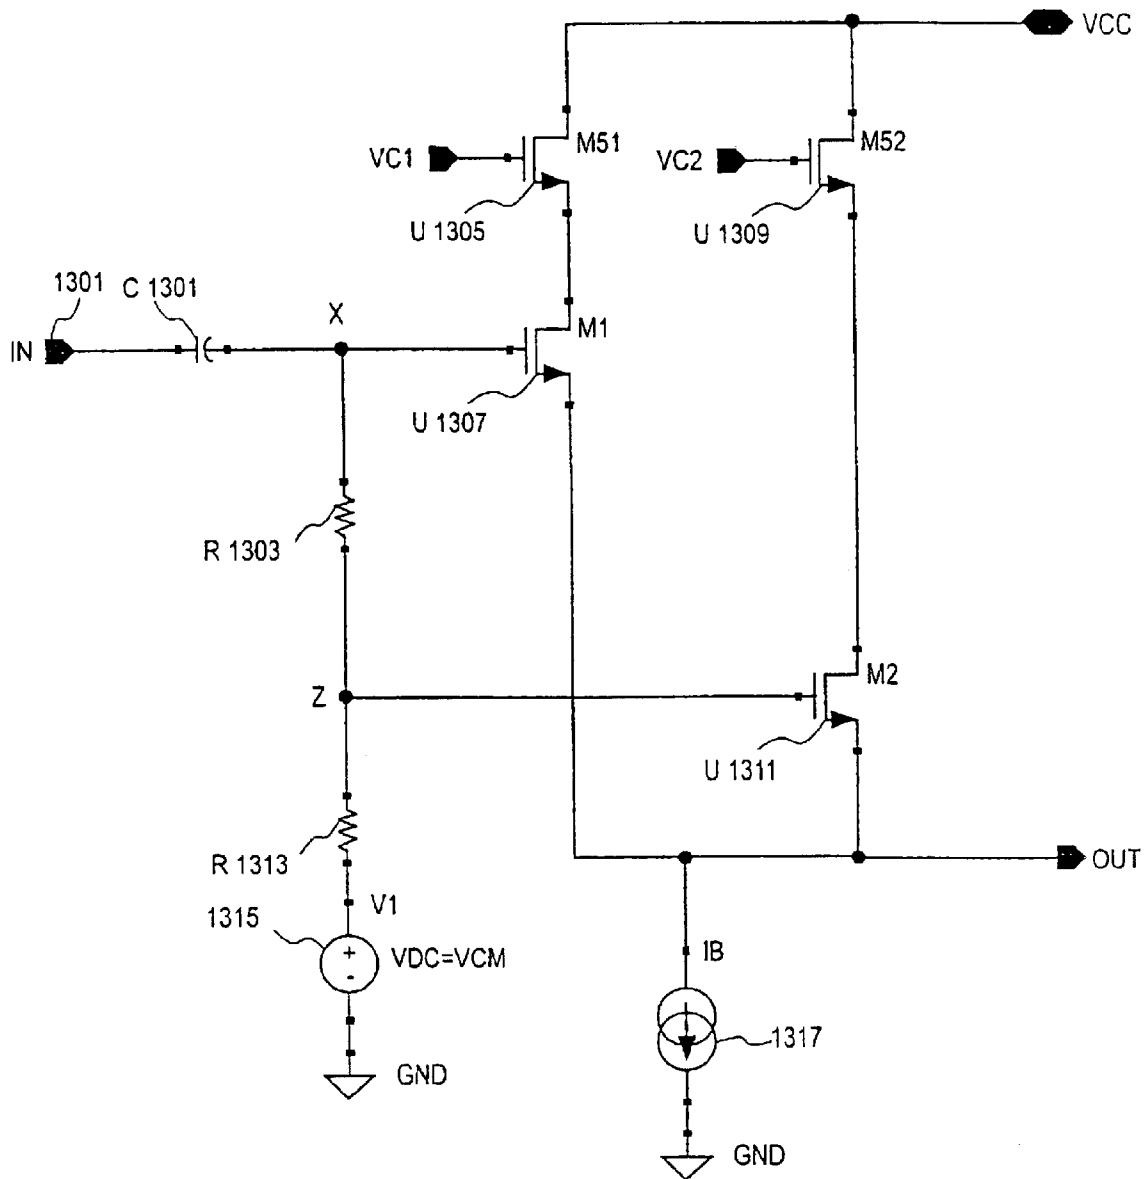 VCC
VC1
M51
VC2
M52
U 1305
U 1309
1301
C 1301
X
M1
IN
U 1307
R 1303
Z
M2
U 1311
R 1313
OUT
1315
V1
VDC=VCM
IB
1317
GND
GND